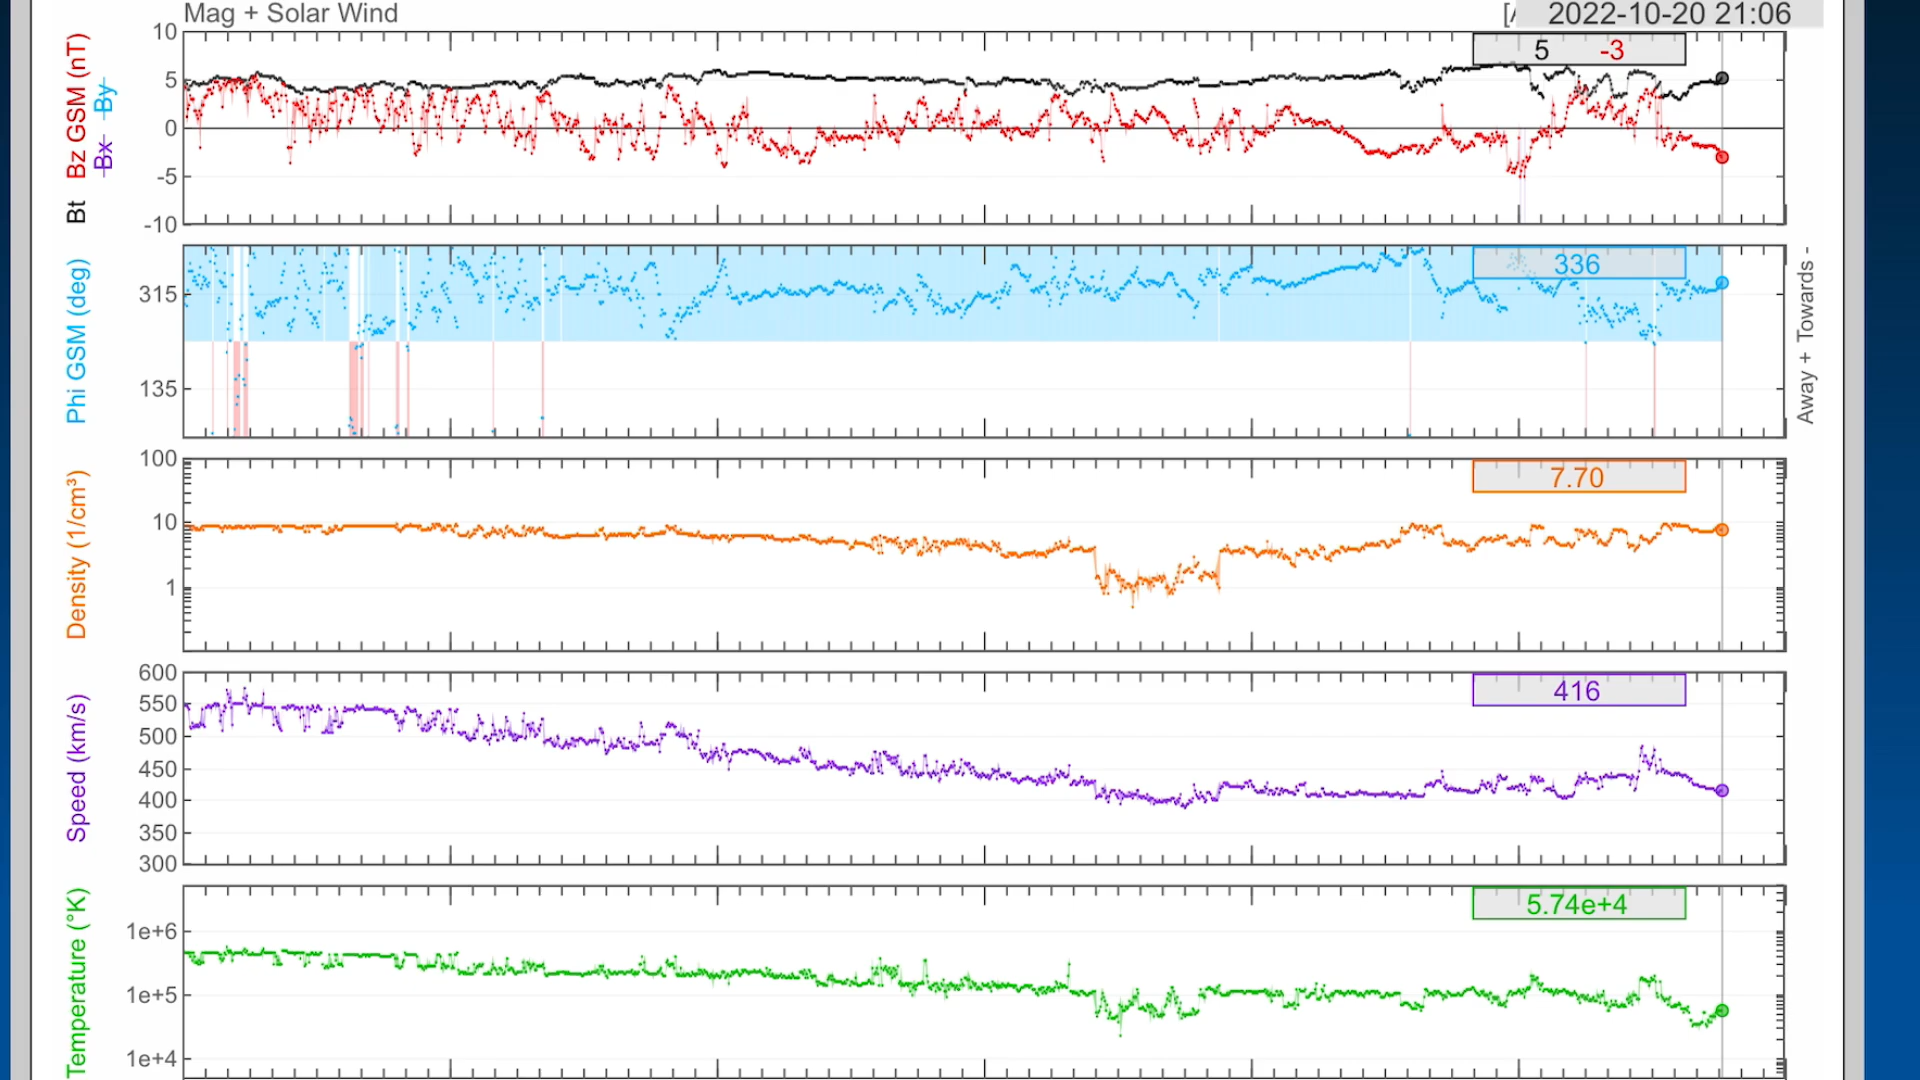 Mag + Solar Wind
2022-10-20 21:06
Bt Bz GSM (nT)
Bx By
10
5
0
-5
-10
5 -3
Phi GSM (deg)
315
135
336
Away + Towards -
Density (1/cm³)
100
10
1
7.70
Speed (km/s)
600
550
500
450
400
350
300
416
Temperature (°K)
1e+6
1e+5
1e+4
5.74e+4